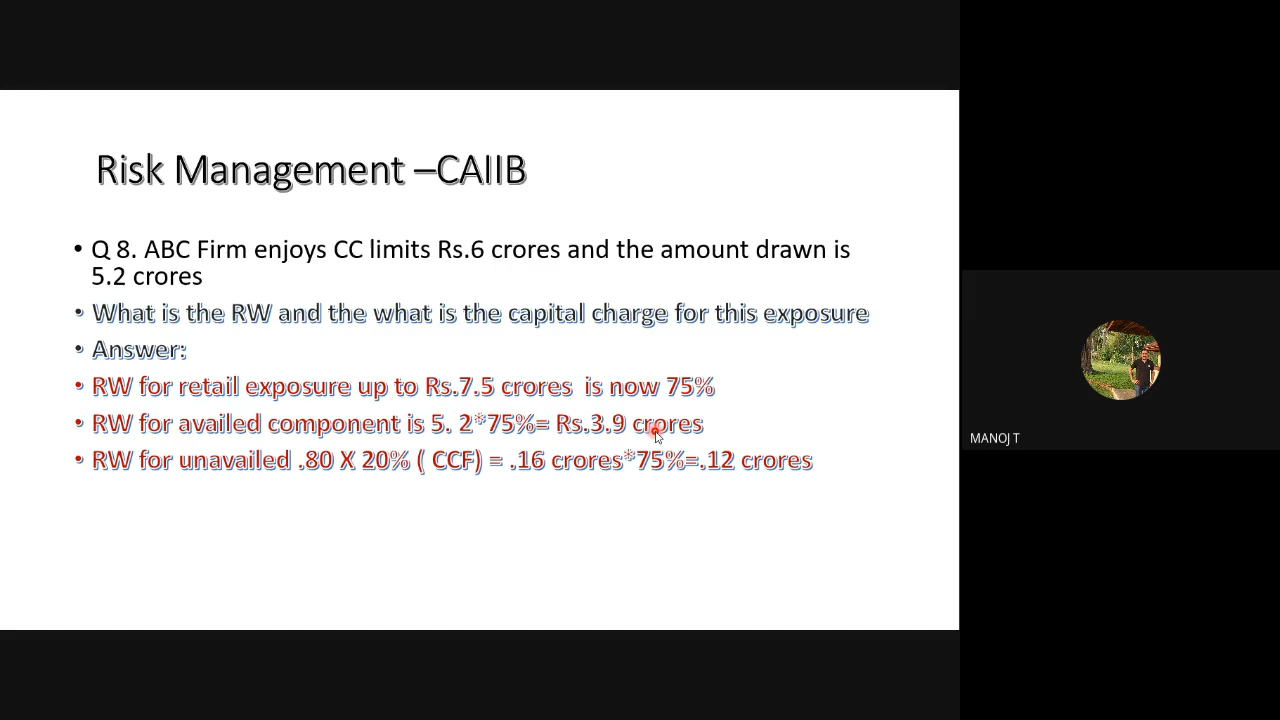 Risk Management –CAIIB
• Q 8. ABC Firm enjoys CC limits Rs.6 crores and the amount drawn is
5.2 crores
• What is the RW and the what is the capital charge for this exposure
• Answer:
• RW for retail exposure up to Rs.7.5 crores  is now 75%
• RW for availed component is 5. 2*75%= Rs.3.9 crores
• RW for unavailed .80 X 20% ( CCF) = .16 crores*75%=.12 crores
MANOJ T